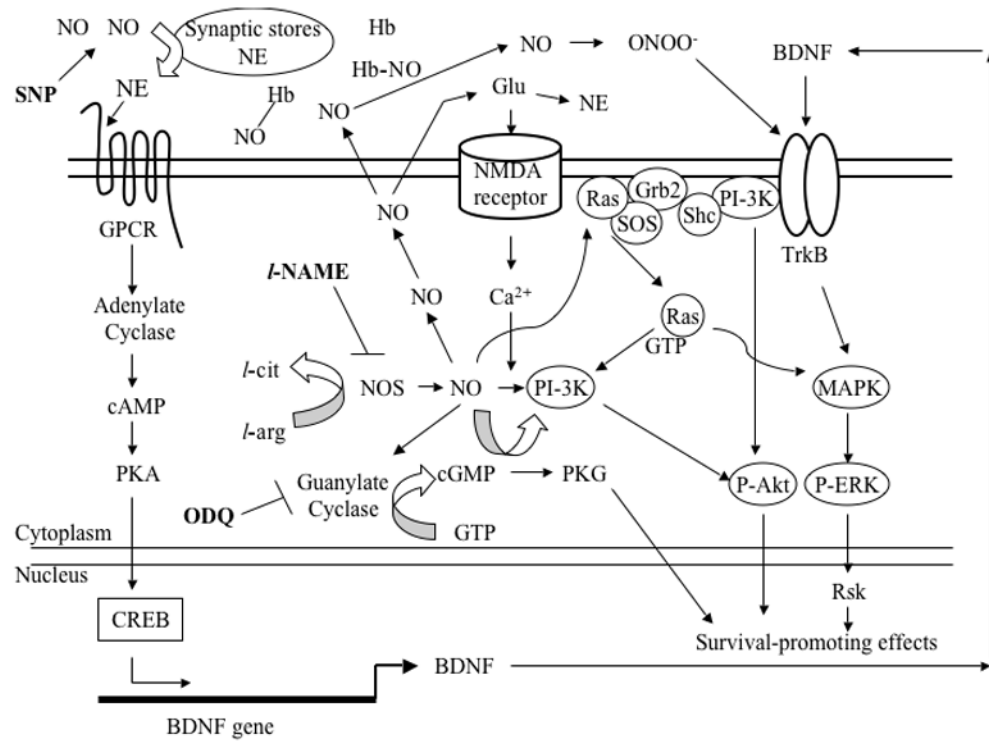 NO
NO
Synaptic stores
NE
Hb
NO
ONOO⁻
BDNF
SNP
NE
Hb
Hb-NO
NO
NO
Glu
NE
NMDA
receptor
Ras
Grb2
SOS
Shc
PI-3K
GPCR
NO
TrkB
l-NAME
Adenylate
Cyclase
NO
Ca²⁺
Ras
GTP
l-cit
NOS
NO
PI-3K
MAPK
cAMP
l-arg
PKA
Guanylate
Cyclase
cGMP
PKG
P-Akt
P-ERK
ODQ
GTP
Cytoplasm
Nucleus
CREB
Rsk
Survival-promoting effects
BDNF
BDNF gene